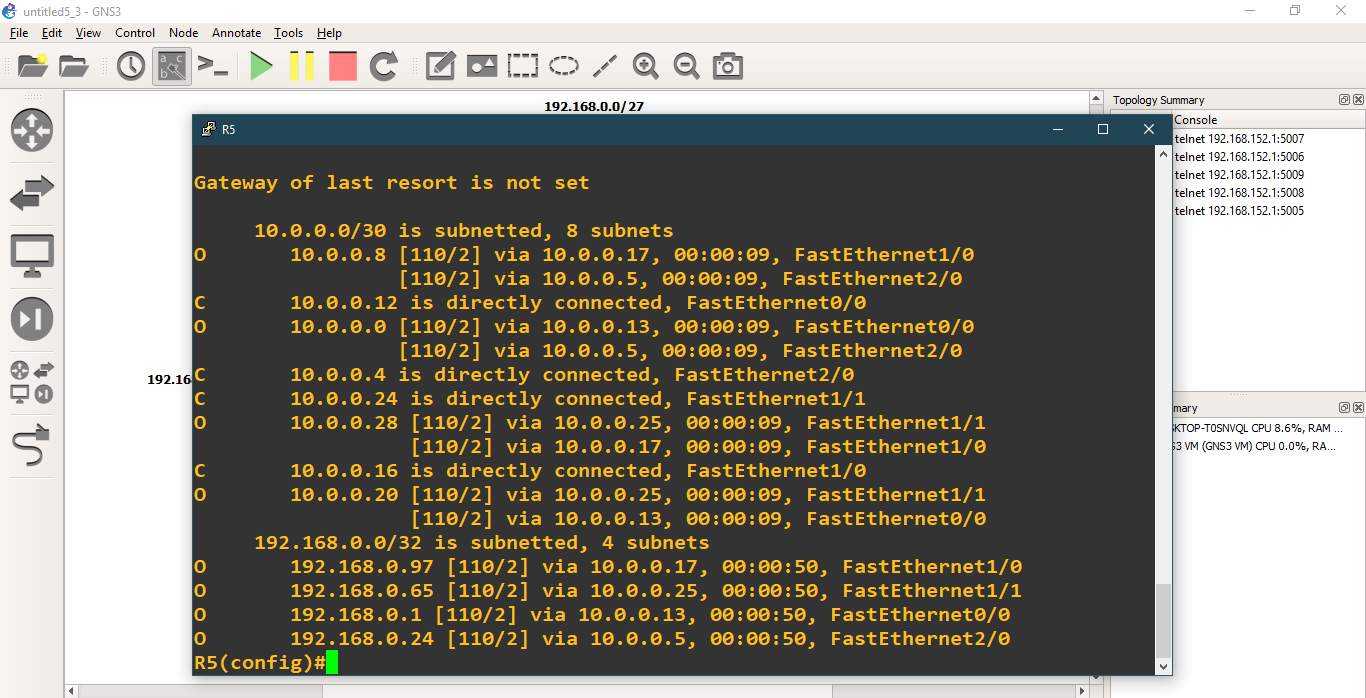 untitled5_3 - GNS3
File Edit View Control Node Annotate Tools Help
192.168.0.0/27
Topology Summary
Console
telnet 192.168.152.1:5007
telnet 192.168.152.1:5006
telnet 192.168.152.1:5009
telnet 192.168.152.1:5008
telnet 192.168.152.1:5005
R5
Gateway of last resort is not set
10.0.0.0/30 is subnetted, 8 subnets
O 10.0.0.8 [110/2] via 10.0.0.17, 00:00:09, FastEthernet1/0
[110/2] via 10.0.0.5, 00:00:09, FastEthernet2/0
C 10.0.0.12 is directly connected, FastEthernet0/0
O 10.0.0.0 [110/2] via 10.0.0.13, 00:00:09, FastEthernet0/0
[110/2] via 10.0.0.5, 00:00:09, FastEthernet2/0
C 10.0.0.4 is directly connected, FastEthernet2/0
C 10.0.0.24 is directly connected, FastEthernet1/1
O 10.0.0.28 [110/2] via 10.0.0.25, 00:00:09, FastEthernet1/1
[110/2] via 10.0.0.17, 00:00:09, FastEthernet1/0
C 10.0.0.16 is directly connected, FastEthernet1/0
O 10.0.0.20 [110/2] via 10.0.0.25, 00:00:09, FastEthernet1/1
[110/2] via 10.0.0.13, 00:00:09, FastEthernet0/0
192.168.0.0/32 is subnetted, 4 subnets
O 192.168.0.97 [110/2] via 10.0.0.17, 00:00:50, FastEthernet1/0
O 192.168.0.65 [110/2] via 10.0.0.25, 00:00:50, FastEthernet1/1
O 192.168.0.1 [110/2] via 10.0.0.13, 00:00:50, FastEthernet0/0
O 192.168.0.24 [110/2] via 10.0.0.5, 00:00:50, FastEthernet2/0
R5(config)#
192.16
mary
SKTOP-T0SNVQL CPU 8.6%, RAM ...
S3 VM (GNS3 VM) CPU 0.0%, RA...